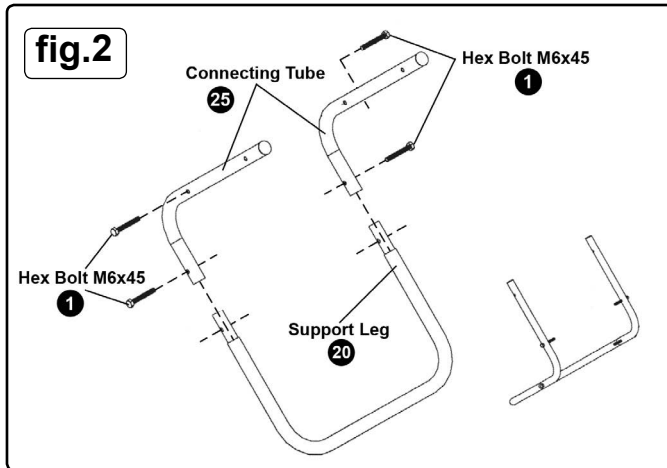 fig.2
Connecting Tube
25
Hex Bolt M6x45
1
Hex Bolt M6x45
1
Support Leg
20